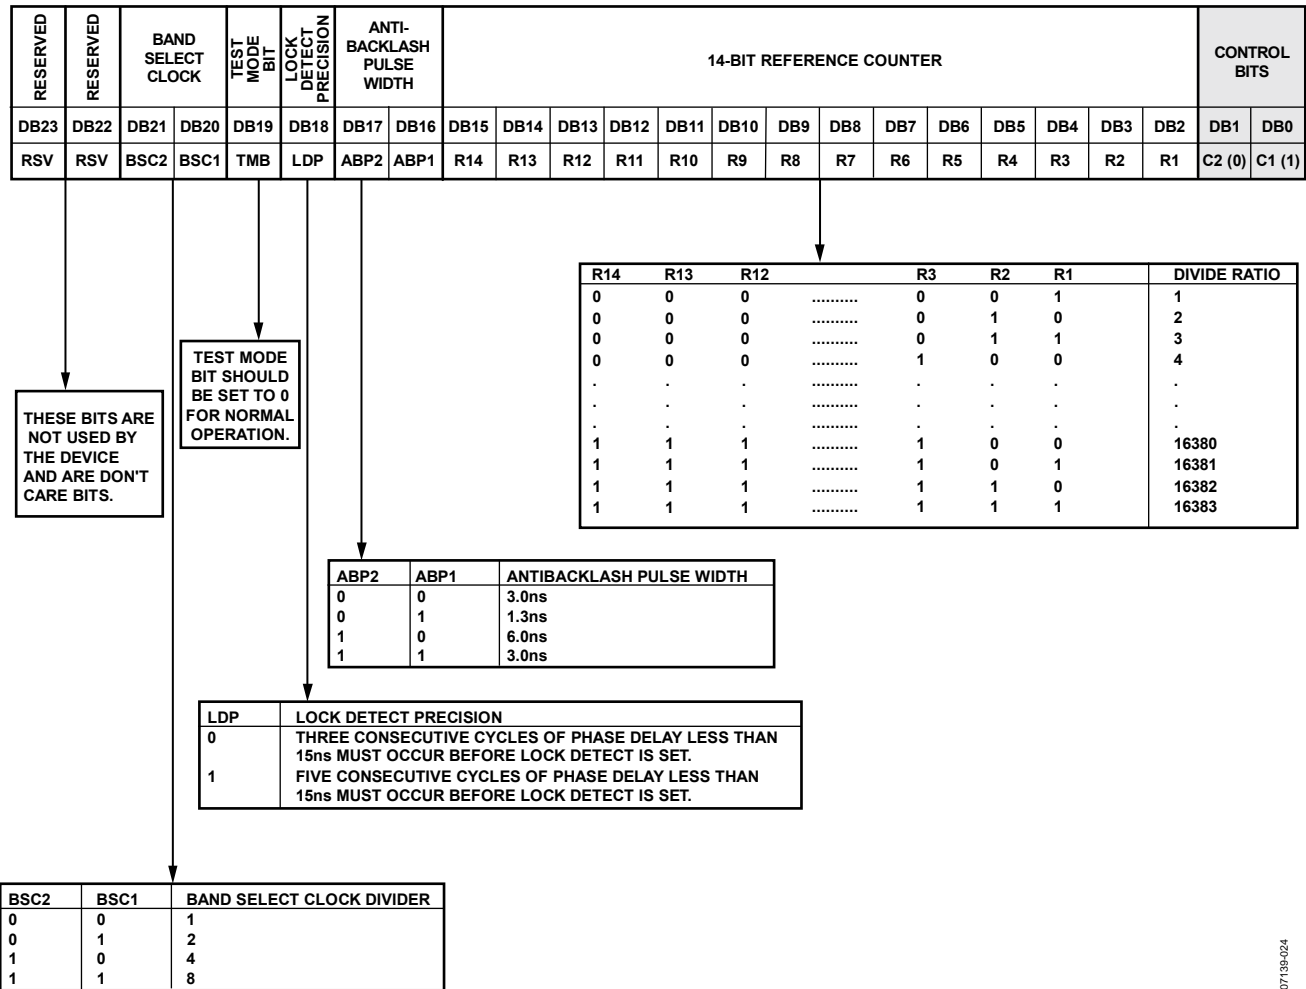 RESERVED
RESERVED
BAND
SELECT
CLOCK
TEST
MODE
BIT
LOCK
DETECT
PRECISION
ANTI-
BACKLASH
PULSE
WIDTH
14-BIT REFERENCE COUNTER
CONTROL
BITS
DB23 DB22 DB21 DB20 DB19 DB18 DB17 DB16 DB15 DB14 DB13 DB12 DB11 DB10 DB9 DB8 DB7 DB6 DB5 DB4 DB3 DB2 DB1 DB0
RSV RSV BSC2 BSC1 TMB LDP ABP2 ABP1 R14 R13 R12 R11 R10 R9 R8 R7 R6 R5 R4 R3 R2 R1 C2 (0) C1 (1)
R14 R13 R12 R3 R2 R1 DIVIDE RATIO
0 0 0 .......... 0 0 1 1
0 0 0 .......... 0 1 0 2
0 0 0 .......... 0 1 1 3
0 0 0 .......... 1 0 0 4
. . . .......... . . . .
. . . .......... . . . .
. . . .......... . . . .
1 1 1 .......... 1 0 0 16380
1 1 1 .......... 1 0 1 16381
1 1 1 .......... 1 1 0 16382
1 1 1 .......... 1 1 1 16383
TEST MODE
BIT SHOULD
BE SET TO 0
FOR NORMAL
OPERATION.
THESE BITS ARE
NOT USED BY
THE DEVICE
AND ARE DON'T
CARE BITS.
ABP2 ABP1 ANTIBACKLASH PULSE WIDTH
0 0 3.0ns
0 1 1.3ns
1 0 6.0ns
1 1 3.0ns
LDP LOCK DETECT PRECISION
0 THREE CONSECUTIVE CYCLES OF PHASE DELAY LESS THAN
15ns MUST OCCUR BEFORE LOCK DETECT IS SET.
1 FIVE CONSECUTIVE CYCLES OF PHASE DELAY LESS THAN
15ns MUST OCCUR BEFORE LOCK DETECT IS SET.
BSC2 BSC1 BAND SELECT CLOCK DIVIDER
0 0 1
0 1 2
1 0 4
1 1 8
07139-024